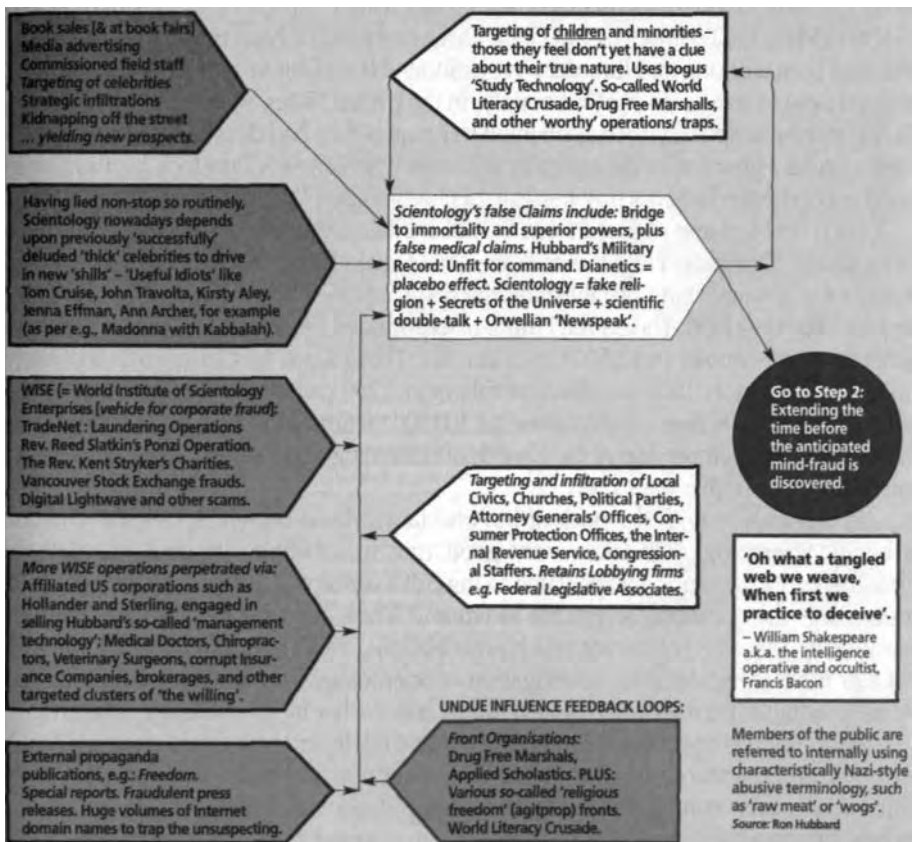 Book sales [& at book fairs]
Media advertising
Commissioned field staff
Targeting of celebrities
Strategic infiltrations
Kidnapping off the street
... yielding new prospects.
Targeting of children and minorities –
those they feel don't yet have a clue
about their true nature. Uses bogus
'Study Technology'. So-called World
Literacy Crusade, Drug Free Marshalls,
and other 'worthy' operations/ traps.
Having lied non-stop so routinely,
Scientology nowadays depends
upon previously 'successfully'
deluded 'thick' celebrities to drive
in new 'shills' – 'Useful Idiots' like
Tom Cruise, John Travolta, Kirsty Aley,
Jenna Effman, Ann Archer, for example
(as per e.g., Madonna with Kabbalah).
Scientology's false Claims include: Bridge
to immortality and superior powers, plus
false medical claims. Hubbard's Military
Record: Unfit for command. Dianetics =
placebo effect. Scientology = fake reli-
gion + Secrets of the Universe + scientific
double-talk + Orwellian 'Newspeak'.
WISE [= World Institute of Scientology
Enterprises [vehicle for corporate fraud]:
TradeNet : Laundering Operations
Rev. Reed Slatkin's Ponzi Operation.
The Rev. Kent Stryker's Charities.
Vancouver Stock Exchange frauds.
Digital Lightwave and other scams.
Go to Step 2:
Extending the
time before
the anticipated
mind-fraud is
discovered.
Targeting and infiltration of Local
Civics, Churches, Political Parties,
Attorney Generals' Offices, Con-
sumer Protection Offices, the Inter-
nal Revenue Service, Congression-
al Staffers. Retains Lobbying firms
e.g. Federal Legislative Associates.
More WISE operations perpetrated via:
Affiliated US corporations such as
Hollander and Sterling, engaged in
selling Hubbard's so-called 'management
technology'; Medical Doctors, Chiroprac-
tors, Veterinary Surgeons, corrupt Insur-
ance Companies, brokerages, and other
targeted clusters of 'the willing'.
'Oh what a tangled
web we weave,
When first we
practice to deceive'.
– William Shakespeare
a.k.a. the intelligence
operative and occultist,
Francis Bacon
UNDUE INFLUENCE FEEDBACK LOOPS:
External propaganda
publications, e.g.: Freedom.
Special reports. Fraudulent press
releases. Huge volumes of Internet
domain names to trap the unsuspecting.
Front Organisations:
Drug Free Marshals,
Applied Scholastics. PLUS:
Various so-called 'religious
freedom' (agitprop) fronts.
World Literacy Crusade.
Members of the public are
referred to internally using
characteristically Nazi-style
abusive terminology, such
as 'raw meat' or 'wogs'.
Source: Ron Hubbard